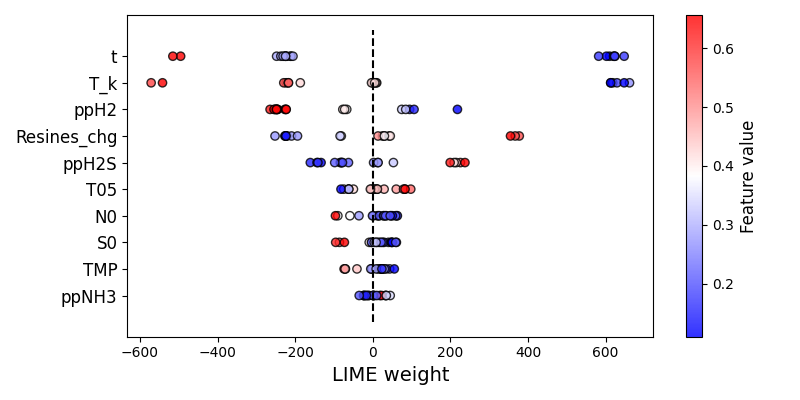 t
T_k
ppH2
Resines_chg
ppH2S
T05
N0
S0
TMP
ppNH3
−600
−400
−200
0
200
400
600
LIME weight
0.6
0.5
0.4
0.3
0.2
Feature value